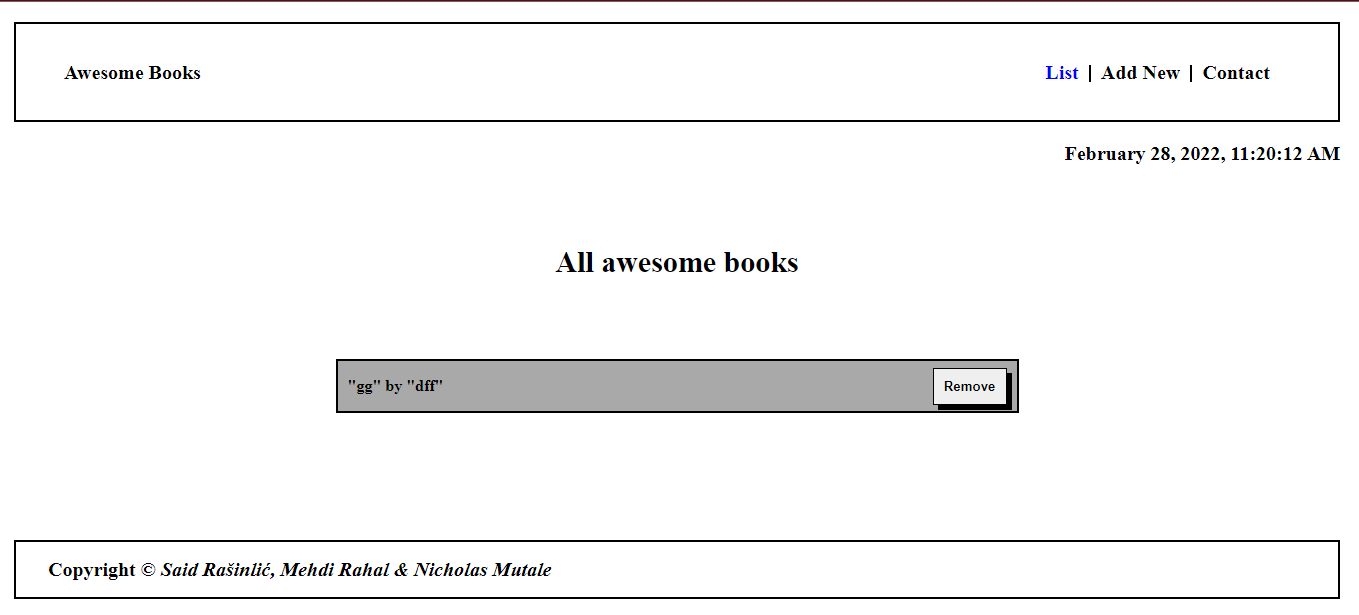 Awesome Books
List | Add New | Contact
February 28, 2022, 11:20:12 AM
All awesome books
"gg" by "dff"
Remove
Copyright © Said Rašinlić, Mehdi Rahal & Nicholas Mutale